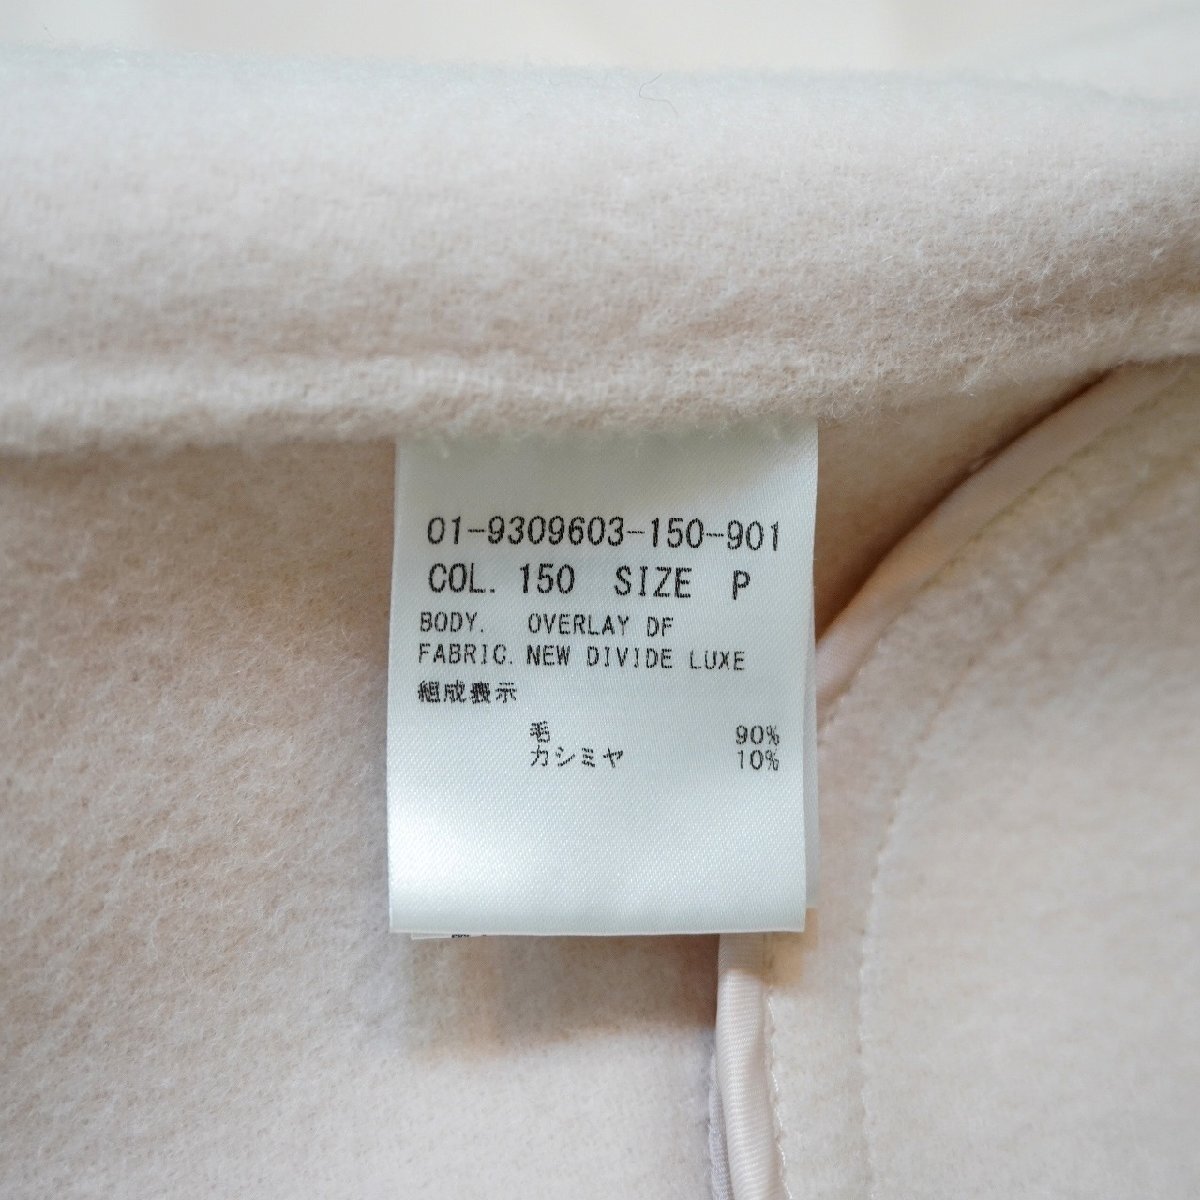 01-9309603-150-901
COL. 150 SIZE P
BODY. OVERLAY DF
FABRIC. NEW DIVIDE LUXE
組成表示
毛 90%
カシミヤ 10%